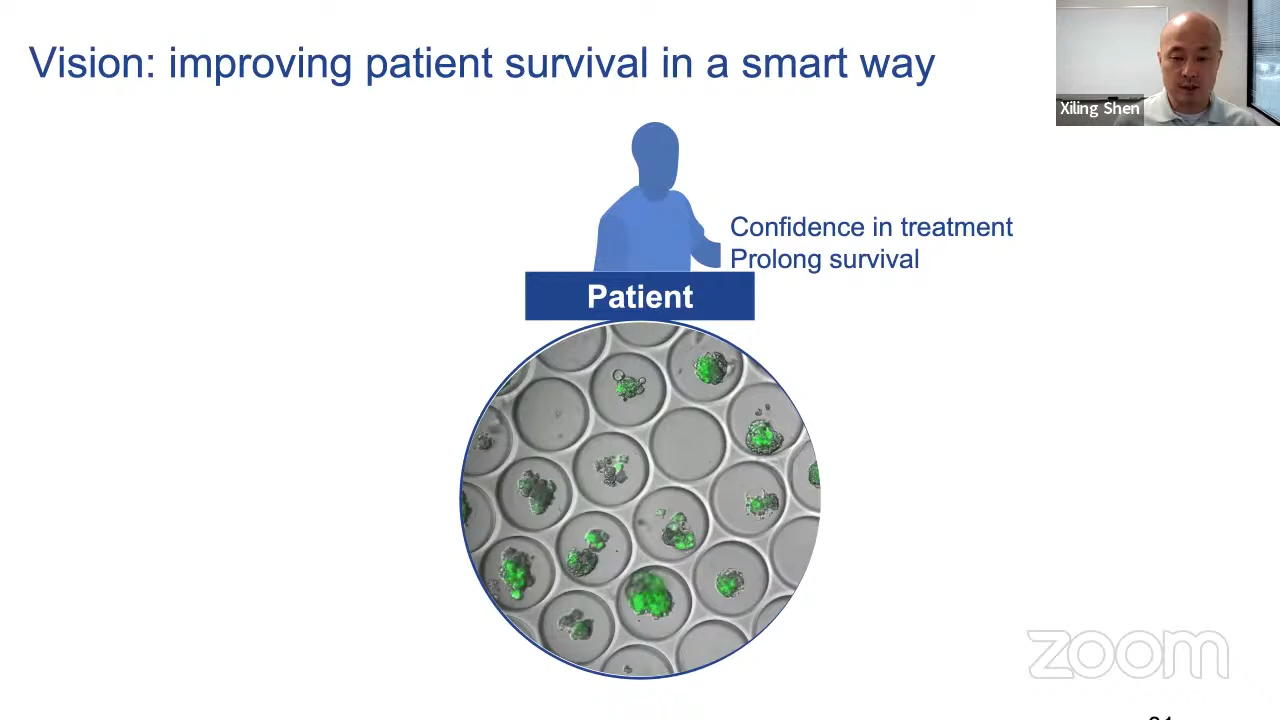 Vision: improving patient survival in a smart way
Xiling Shen
Confidence in treatment
Prolong survival
Patient
zoom